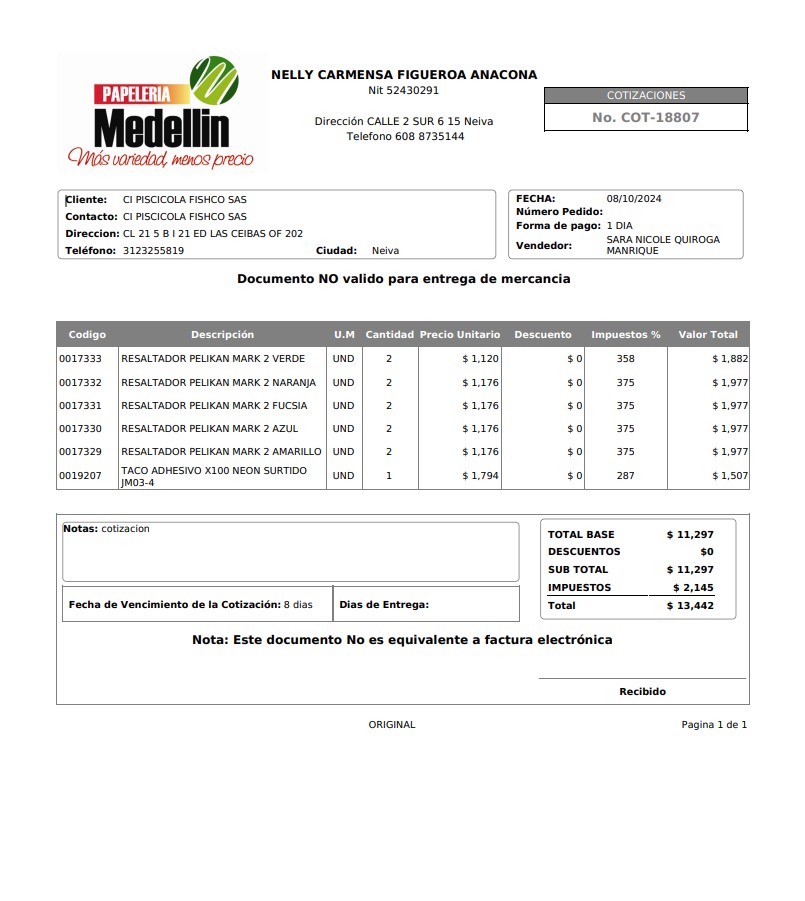 PAPELERIA
Medellin
Más variedad, menos precio
NELLY CARMENSA FIGUEROA ANACONA
Nit 52430291
Dirección CALLE 2 SUR 6 15 Neiva
Telefono 608 8735144
COTIZACIONES
No. COT-18807
Cliente: CI PISCICOLA FISHCO SAS
Contacto: CI PISCICOLA FISHCO SAS
Direccion: CL 21 5 B I 21 ED LAS CEIBAS OF 202
Teléfono: 3123255819 Ciudad: Neiva
FECHA: 08/10/2024
Número Pedido:
Forma de pago: 1 DIA
Vendedor: SARA NICOLE QUIROGA
MANRIQUE
Documento NO valido para entrega de mercancia
Codigo Descripción U.M Cantidad Precio Unitario Descuento Impuestos % Valor Total
0017333 RESALTADOR PELIKAN MARK 2 VERDE UND 2 $ 1,120 $ 0 358 $ 1,882
0017332 RESALTADOR PELIKAN MARK 2 NARANJA UND 2 $ 1,176 $ 0 375 $ 1,977
0017331 RESALTADOR PELIKAN MARK 2 FUCSIA UND 2 $ 1,176 $ 0 375 $ 1,977
0017330 RESALTADOR PELIKAN MARK 2 AZUL UND 2 $ 1,176 $ 0 375 $ 1,977
0017329 RESALTADOR PELIKAN MARK 2 AMARILLO UND 2 $ 1,176 $ 0 375 $ 1,977
0019207 TACO ADHESIVO X100 NEON SURTIDO UND 1 $ 1,794 $ 0 287 $ 1,507
JM03-4
Notas: cotizacion
Fecha de Vencimiento de la Cotización: 8 dias Dias de Entrega:
TOTAL BASE $ 11,297
DESCUENTOS $0
SUB TOTAL $ 11,297
IMPUESTOS $ 2,145
Total $ 13,442
Nota: Este documento No es equivalente a factura electrónica
Recibido
ORIGINAL Pagina 1 de 1